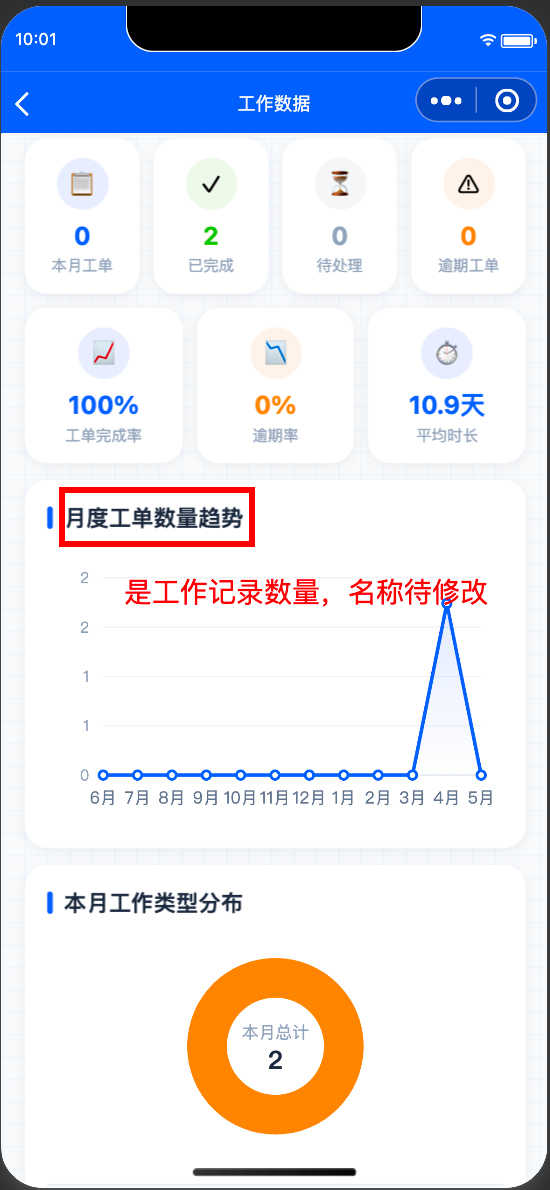 10:01
工作数据
0
本月工单
2
已完成
0
待处理
0
逾期工单
100%
工单完成率
0%
逾期率
10.9天
平均时长
月度工单数量趋势
是工作记录数量，名称待修改
2
2
1
1
0
6月 7月 8月 9月 10月 11月 12月 1月 2月 3月 4月 5月
本月工作类型分布
本月总计
2